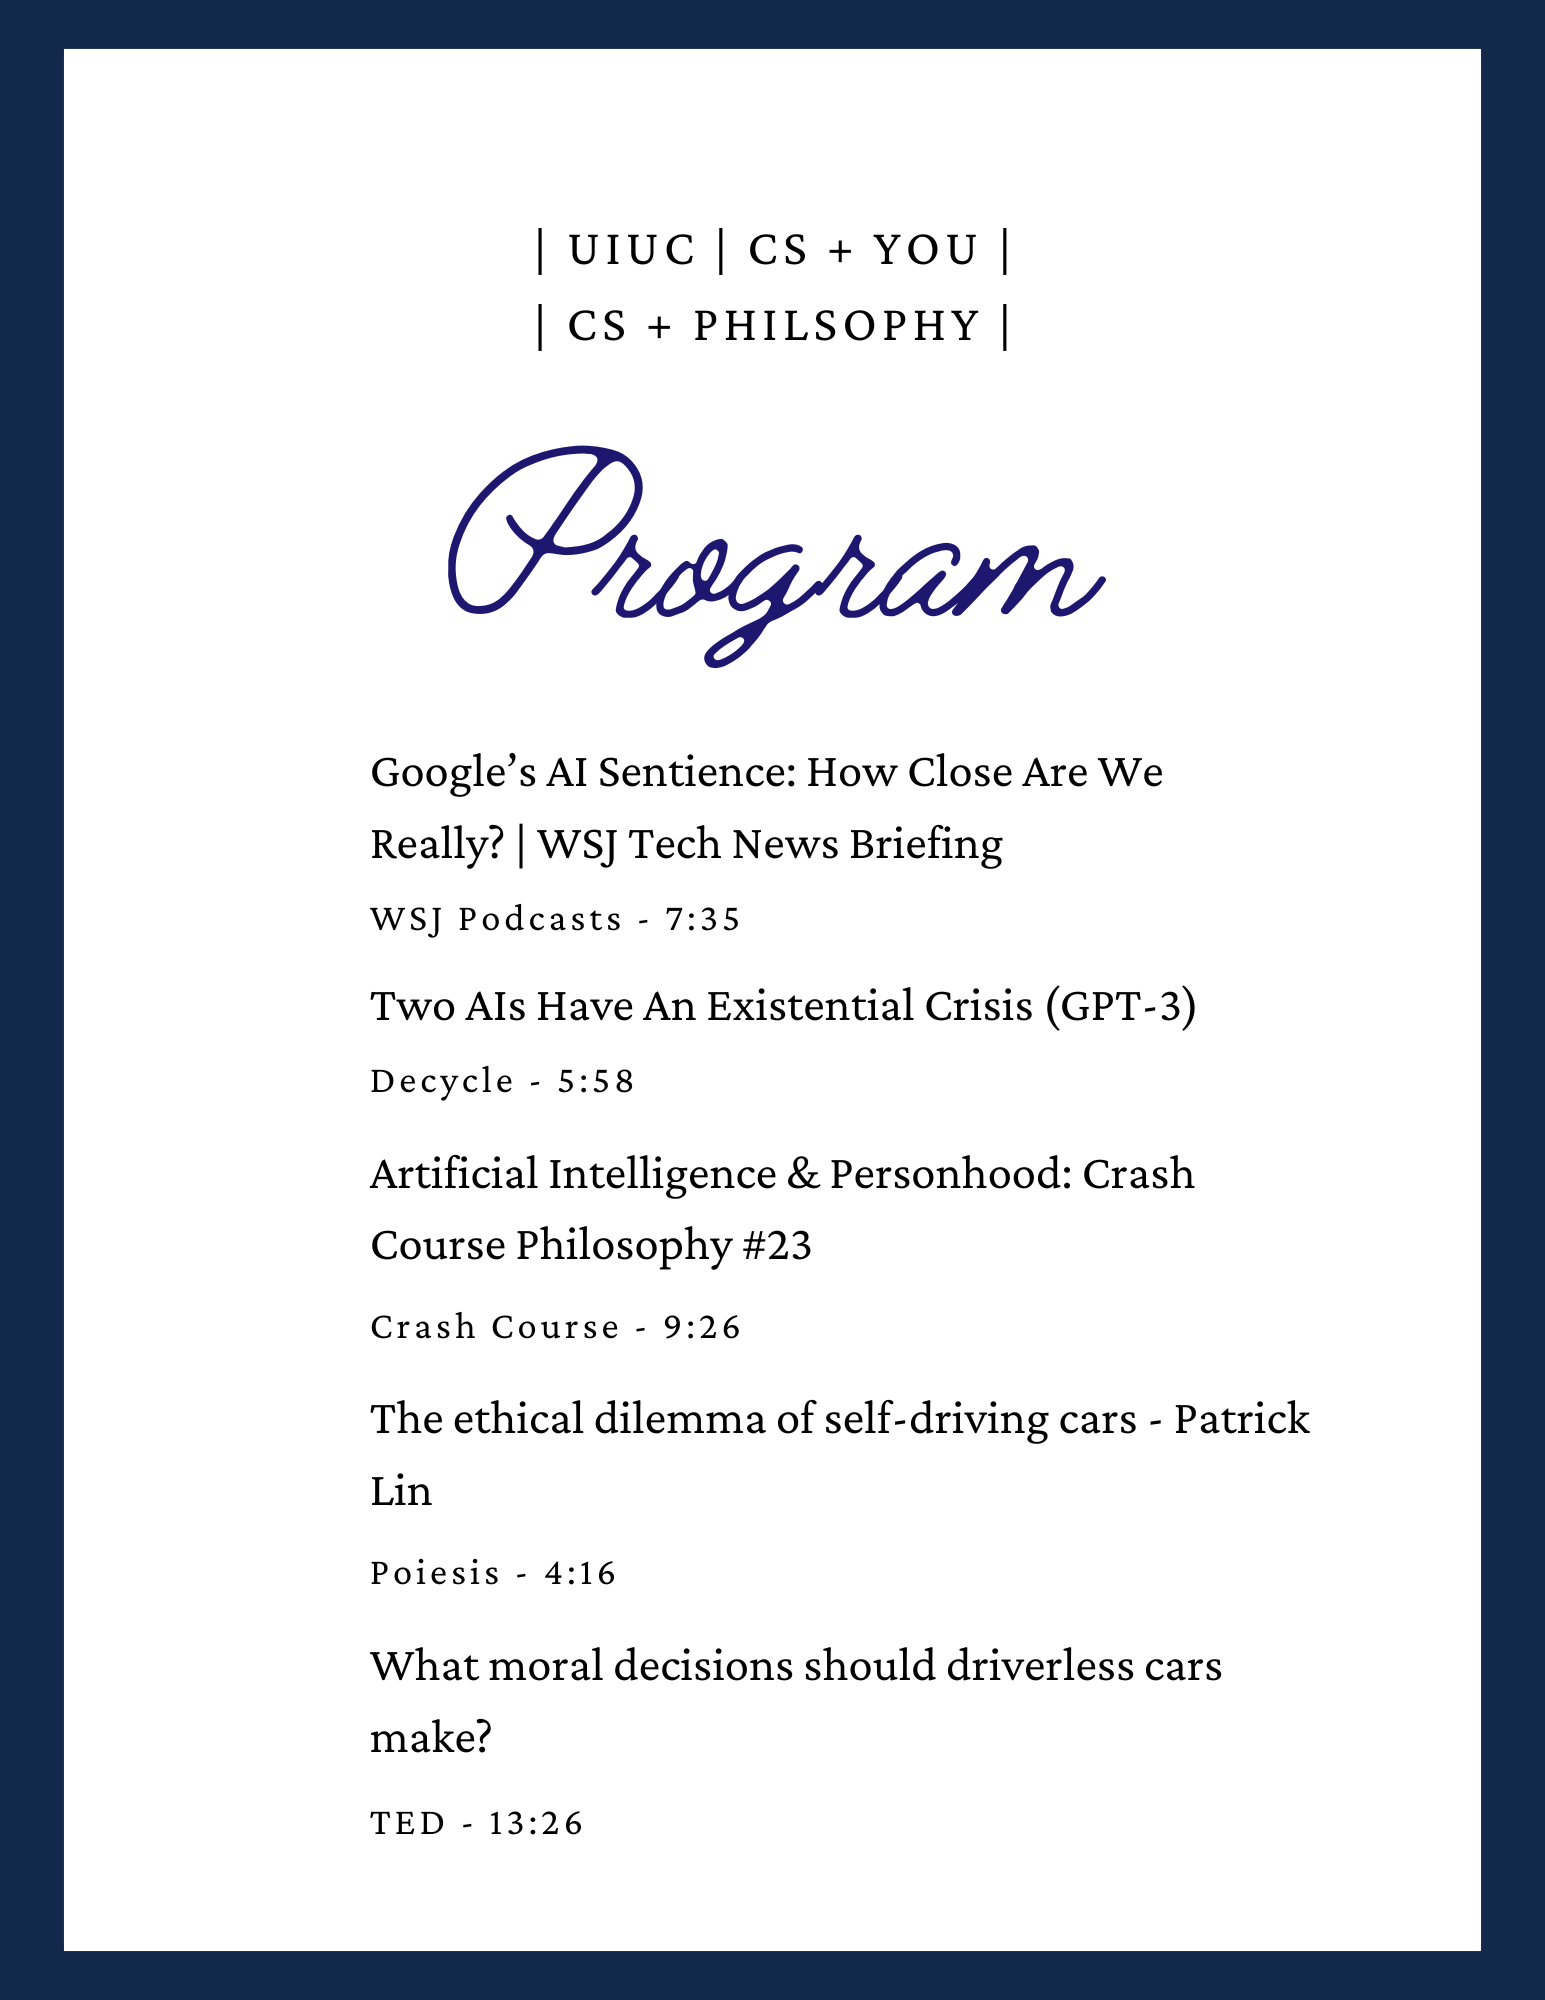 | UIUC | CS + YOU |
| CS + PHILSOPHY |
Program
Google’s AI Sentience: How Close Are We
Really? | WSJ Tech News Briefing
WSJ Podcasts - 7:35
Two AIs Have An Existential Crisis (GPT-3)
Decycle - 5:58
Artificial Intelligence & Personhood: Crash
Course Philosophy #23
Crash Course - 9:26
The ethical dilemma of self-driving cars - Patrick
Lin
Poiesis - 4:16
What moral decisions should driverless cars
make?
TED - 13:26